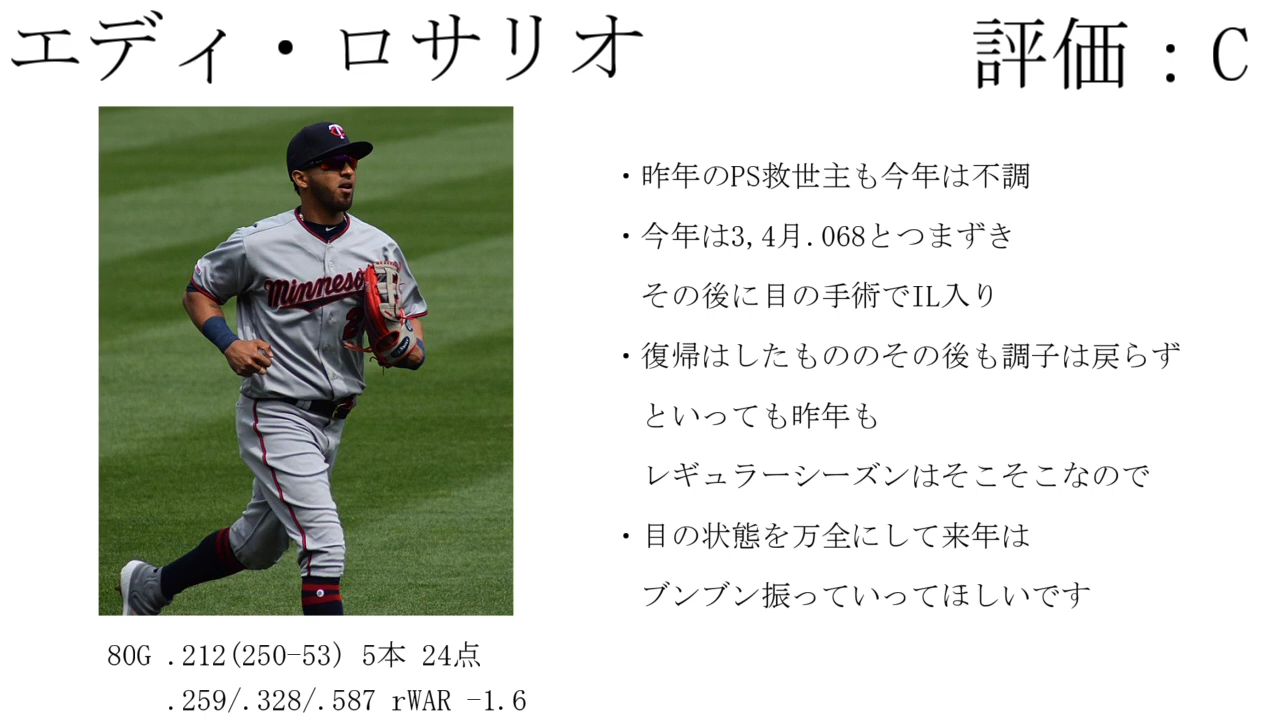 エディ・ロサリオ
評価：C
・昨年のPS救世主も今年は不調
・今年は3,4月.068とつまずき
その後に目の手術でIL入り
・復帰はしたもののその後も調子は戻らず
といっても昨年も
レギュラーシーズンはそこそこなので
・目の状態を万全にして来年は
ブンブン振っていってほしいです
Minneso
80G .212(250-53) 5本 24点
.259/.328/.587 rWAR -1.6